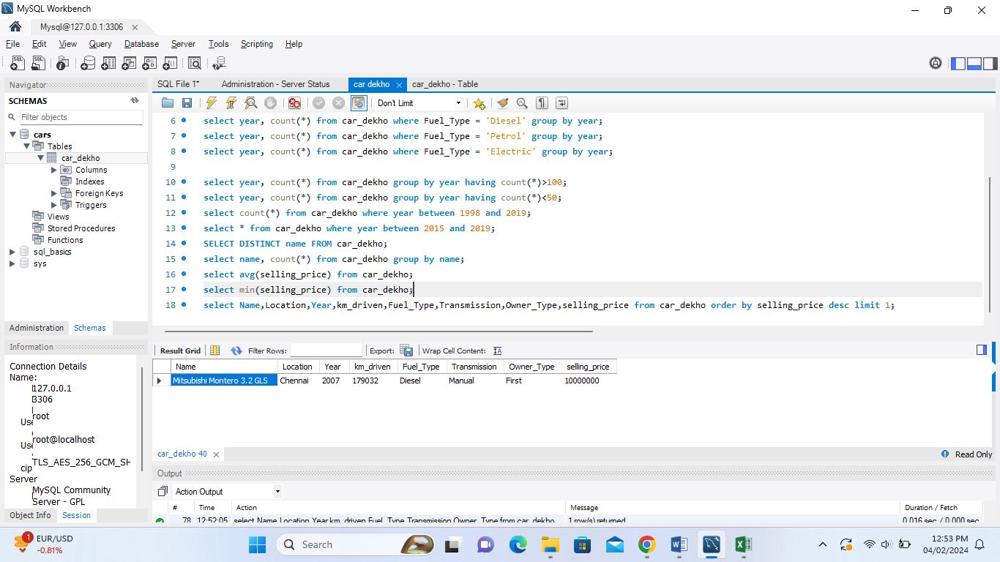 MySQL Workbench
Mysql@127.0.0.1:3306
File Edit View Query Database Server Tools Scripting Help
Navigator
SCHEMAS
Filter objects
cars
Tables
car_dekho
Columns
Indexes
Foreign Keys
Triggers
Views
Stored Procedures
Functions
sql_basics
sys
Administration Schemas
Information
Connection Details
Name:
127.0.0.1
3306
root
Use
root@localhost
Use
TLS_AES_256_GCM_SH
cip
Server
MySQL Community
Server - GPL
Object Info Session
SQL File 1* Administration - Server Status car dekho car_dekho - Table
Don't Limit
6 select year, count(*) from car_dekho where Fuel_Type = 'Diesel' group by year;
7 select year, count(*) from car_dekho where Fuel_Type = 'Petrol' group by year;
8 select year, count(*) from car_dekho where Fuel_Type = 'Electric' group by year;
9
10 select year, count(*) from car_dekho group by year having count(*)>100;
11 select year, count(*) from car_dekho group by year having count(*)<50;
12 select count(*) from car_dekho where year between 1998 and 2019;
13 select * from car_dekho where year between 2015 and 2019;
14 SELECT DISTINCT name FROM car_dekho;
15 select name, count(*) from car_dekho group by name;
16 select avg(selling_price) from car_dekho;
17 select min(selling_price) from car_dekho;
18 select Name,Location,Year,km_driven,Fuel_Type,Transmission,Owner_Type,selling_price from car_dekho order by selling_price desc limit 1;
Result Grid Filter Rows: Export: Wrap Cell Content:
Name Location Year km_driven Fuel_Type Transmission Owner_Type selling_price
Mitsubishi Montero 3.2 GLS Chennai 2007 179032 Diesel Manual First 10000000
car_dekho 40 Read Only
Output
Action Output
# Time Action Message Duration / Fetch
78 12:52:05 select Name,Location,Year,km_driven,Fuel_Type,Transmission,Owner_Type from car_dekho 1 row(s) returned 0.016 sec / 0.000 sec
1
EUR/USD
-0.81%
Search
12:53 PM
04/02/2024